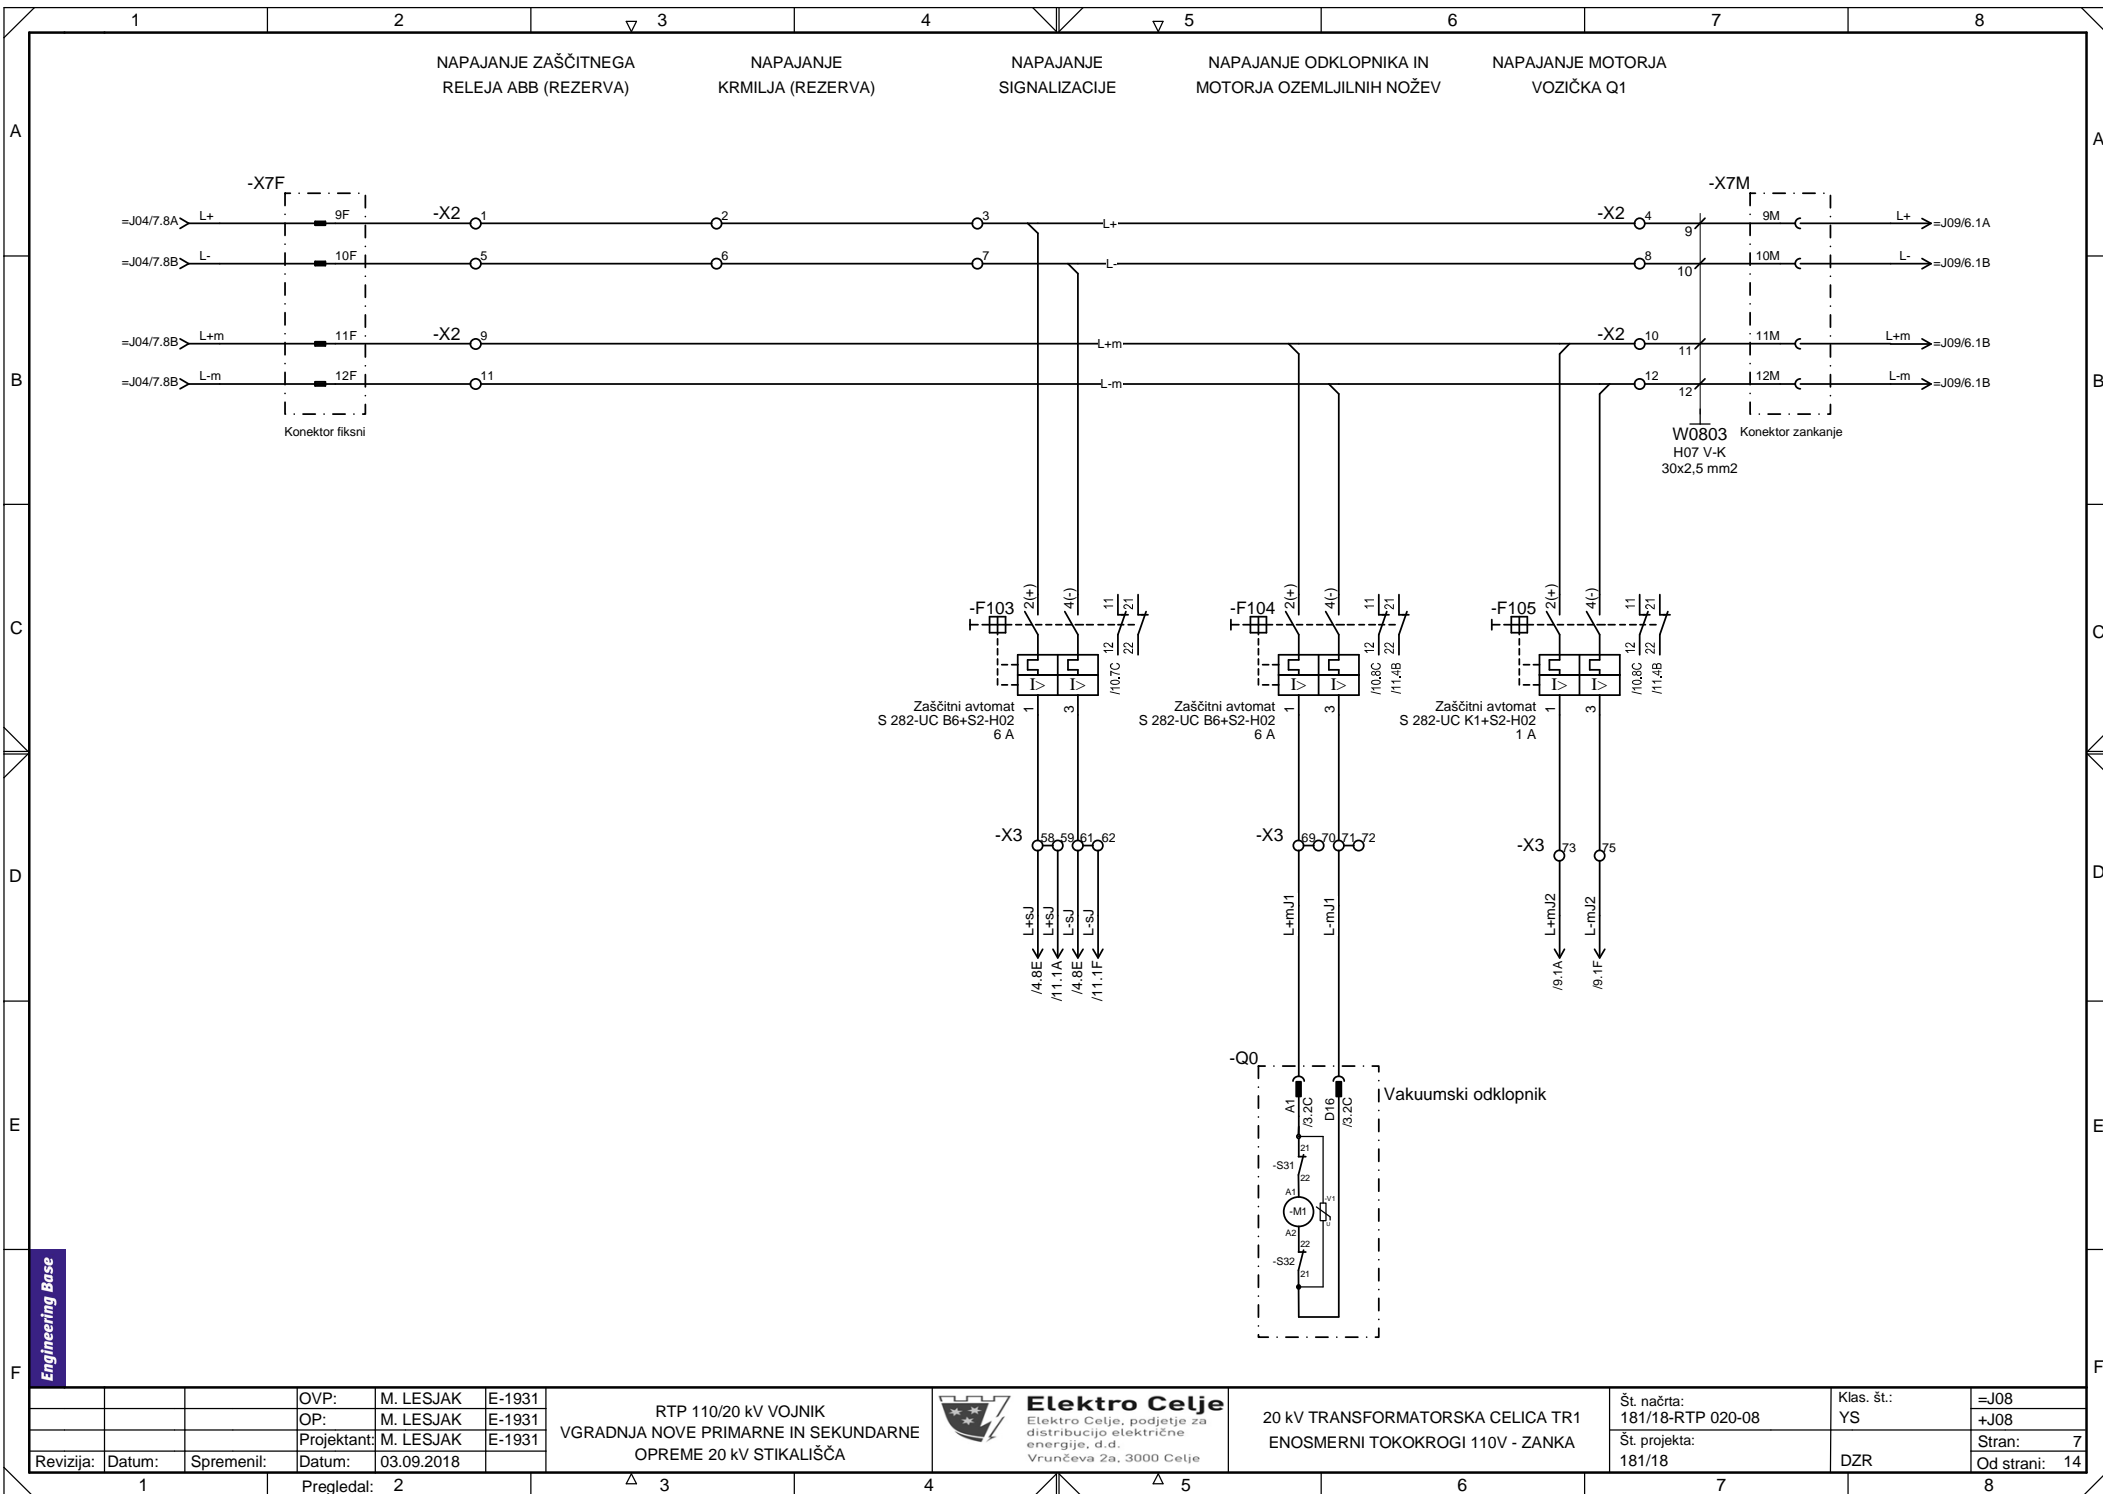 1 2 3 4 5 6 7 8
NAPAJANJE ZAŠČITNEGA
RELEJA ABB (REZERVA)
NAPAJANJE
KRMILJA (REZERVA)
NAPAJANJE
SIGNALIZACIJE
NAPAJANJE ODKLOPNIKA IN
MOTORJA OZEMLJILNIH NOŽEV
NAPAJANJE MOTORJA
VOZIČKA Q1
A A
-X7F -X7M
=J04/7.8A L+ 9F -X2 1 2 3 L+ -X2 4 9 9M L+ =J09/6.1A
=J04/7.8B L- 10F 5 6 7 L- 8 10 10M L- =J09/6.1B
=J04/7.8B L+m 11F -X2 9 L+m -X2 10 11 11M L+m =J09/6.1B
B B
=J04/7.8B L-m 12F 11 L-m 12 12 12M L-m =J09/6.1B
Konektor fiksni
Konektor zankanje
W0803
H07 V-K
30x2,5 mm2
C C
-F103 2(+) 4(-) 11 21
12 22
/10.7C
I> I>
Zaščitni avtomat
S 282-UC B6+S2-H02
6 A
1 3
-F104 2(+) 4(-) 11 21
12 22
/10.8C /11.4B
I> I>
Zaščitni avtomat
S 282-UC B6+S2-H02
6 A
1 3
-F105 2(+) 4(-) 11 21
12 22
/10.8C /11.4B
I> I>
Zaščitni avtomat
S 282-UC K1+S2-H02
1 A
1 3
D D
-X3 58 59 61 62
L+sJ L+sJ L-sJ L-sJ
/4.8E /11.1A /4.8E /11.1F
-X3 69 70 71 72
L+mJ1 L-mJ1
-X3 73 75
L+mJ2 L-mJ2
/9.1A /9.1F
E E
-Q0
Vakuumski odklopnik
A1 /3.2C D16 /3.2C
21
-S31
22
A1
-M1
-V1
U
A2
22
-S32
21
F F
Engineering Base
OVP: M. LESJAK E-1931
OP: M. LESJAK E-1931
Projektant: M. LESJAK E-1931
Revizija: Datum: Spremenil: Datum: 03.09.2018
Pregledal:
RTP 110/20 kV VOJNIK
VGRADNJA NOVE PRIMARNE IN SEKUNDARNE
OPREME 20 kV STIKALIŠČA
Elektro Celje
Elektro Celje, podjetje za
distribucijo električne
energije, d.d.
Vrunčeva 2a, 3000 Celje
20 kV TRANSFORMATORSKA CELICA TR1
ENOSMERNI TOKOKROGI 110V - ZANKA
Št. načrta:
181/18-RTP 020-08
Št. projekta:
181/18
Klas. št.:
YS
DZR
=J08
+J08
Stran: 7
Od strani: 14
1 2 3 4 5 6 7 8